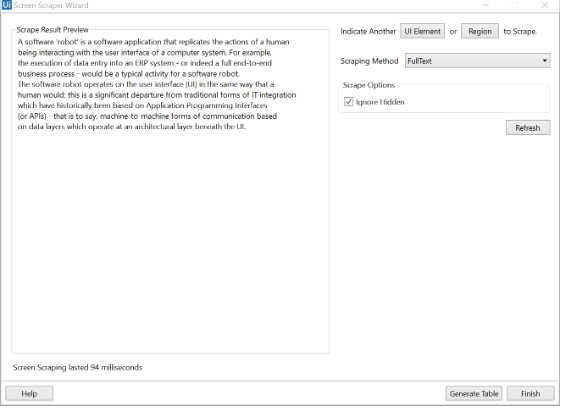 Ui Screen Scraper Wizard
Scrape Result Preview
A software 'robot' is a software application that replicates the actions of a human
being interacting with the user interface of a computer system. For example,
the execution of data entry into an ERP system - or indeed a full end-to-end
business process - would be a typical activity for a software robot.
The software robot operates on the user interface (UI) in the same way that a
human would; this is a significant departure from traditional forms of IT integration
which have historically been based on Application Programming Interfaces
(or APIs) - that is to say, machine-to-machine forms of communication based
on data layers which operate at an architectural layer beneath the UI.
Indicate Another UI Element or Region to Scrape.
Scraping Method FullText
Scrape Options
Ignore Hidden
Refresh
Screen Scraping lasted 94 milliseconds
Help Generate Table Finish